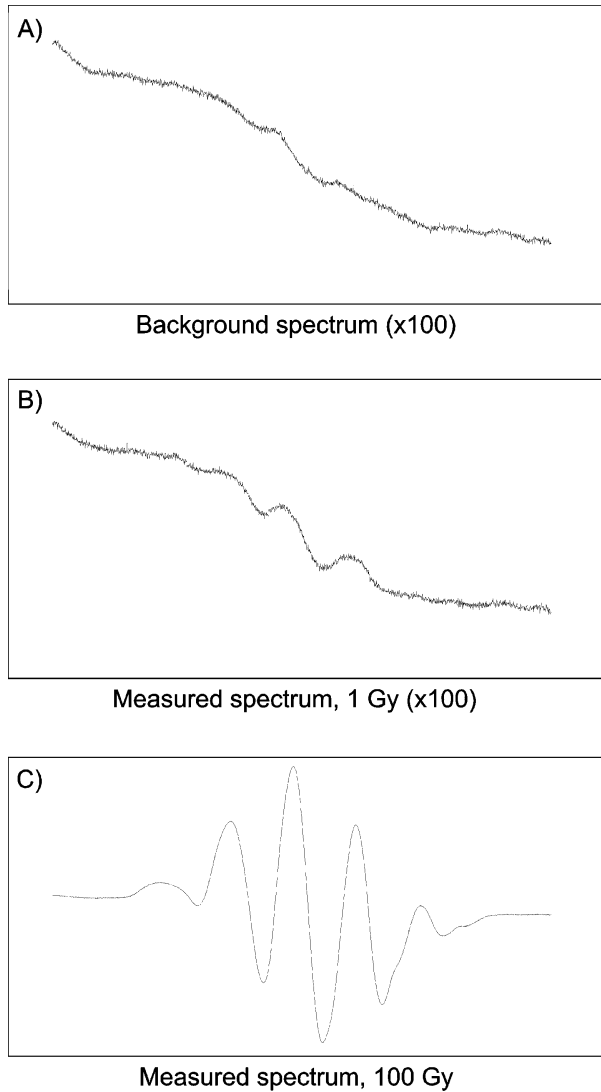 A)
Background spectrum (x100)
B)
Measured spectrum, 1 Gy (x100)
C)
Measured spectrum, 100 Gy